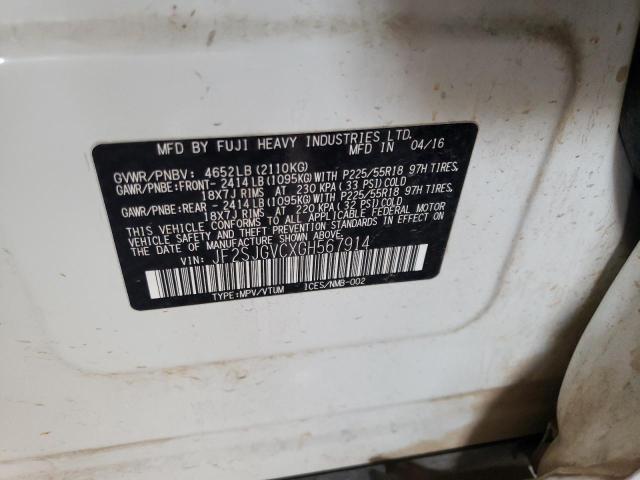 MFD BY FUJI HEAVY INDUSTRIES LTD.
MFD IN 04/16
GVWR/PNBV: 4652LB (2110KG)
GAWR/PNBE:FRONT- 2414LB (1095KG) WITH P225/55R18 97H TIRES,
18X7J RIMS AT 230 KPA (33 PSI) COLD
GAWR/PNBE:REAR -2414LB (1095KG) WITH P225/55R18 97H TIRES,
18X7J RIMS AT 220 KPA (32 PSI) COLD
THIS VEHICLE CONFORMS TO ALL APPLICABLE FEDERAL MOTOR
VEHICLE SAFETY AND THEFT PREVENTION STANDARDS IN EFFECT ON
THE DATE OF MANUFACTURE SHOWN ABOVE.
VIN: JF2SJGVCXGH567914
TYPE:MPV/VTUM ICES/NMB-002